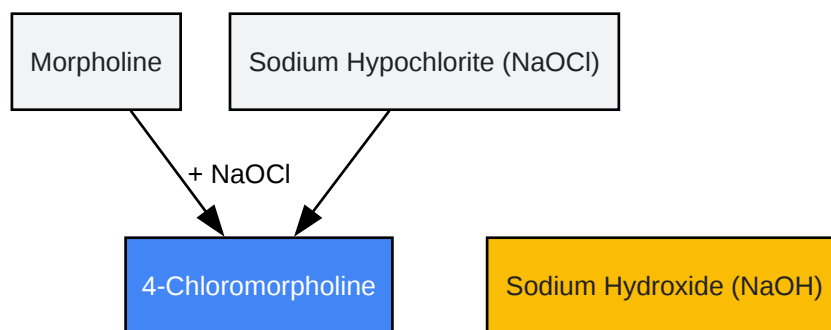 Morpholine
Sodium Hypochlorite (NaOCl)
+ NaOCl
4-Chloromorpholine
Sodium Hydroxide (NaOH)